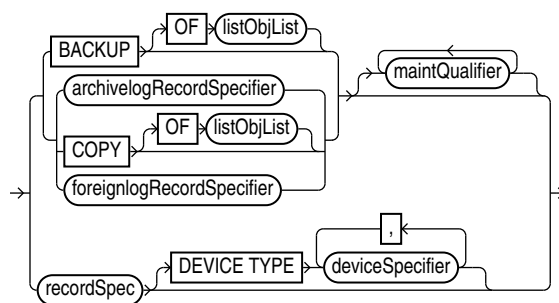 BACKUP OF listObjList
maintQualifier
archivelogRecordSpecifier
COPY OF listObjList
foreignlogRecordSpecifier
,
recordSpec DEVICE TYPE deviceSpecifier